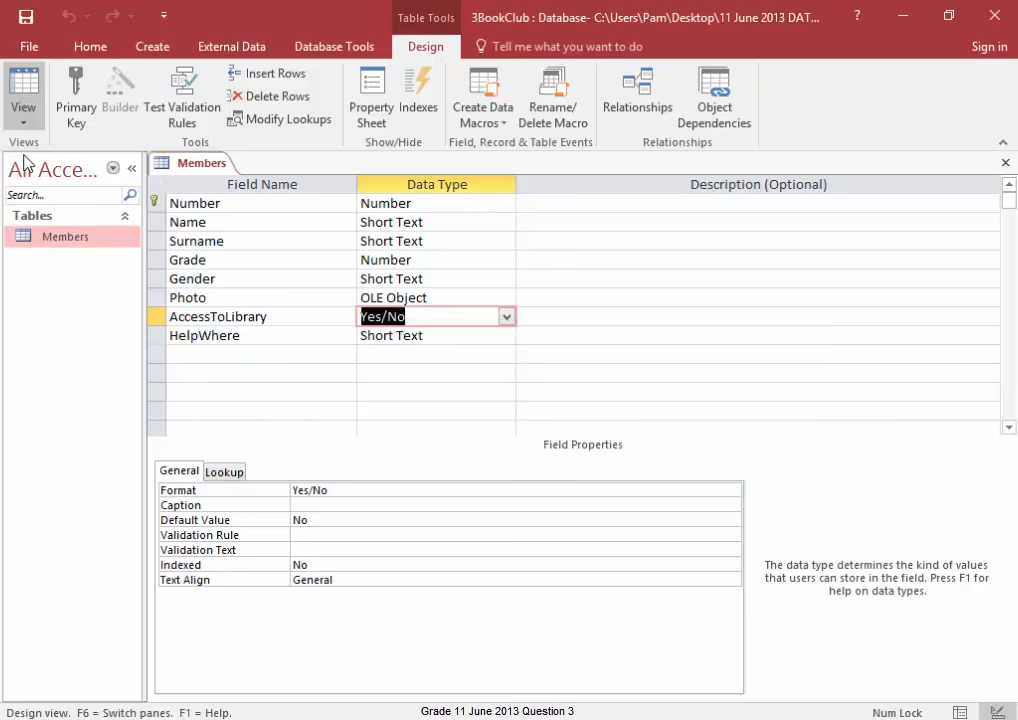 Table Tools
3BookClub : Database- C:\Users\Pam\Desktop\11 June 2013 DAT...
?
File
Home
Create
External Data
Database Tools
Design
Tell me what you want to do
Sign in
View
Primary Key
Builder
Test Validation Rules
Insert Rows
Delete Rows
Modify Lookups
Property Sheet
Indexes
Create Data Macros
Rename/ Delete Macro
Relationships
Object Dependencies
Views
Tools
Show/Hide
Field, Record & Table Events
Relationships
All Acce...
Search...
Tables
Members
Members
Field Name Data Type Description (Optional)
Number Number
Name Short Text
Surname Short Text
Grade Number
Gender Short Text
Photo OLE Object
AccessToLibrary Yes/No
HelpWhere Short Text
Field Properties
General Lookup
Format Yes/No
Caption
Default Value No
Validation Rule
Validation Text
Indexed No
Text Align General
The data type determines the kind of values
that users can store in the field. Press F1 for
help on data types.
Design view. F6 = Switch panes. F1 = Help.
Grade 11 June 2013 Question 3
Num Lock